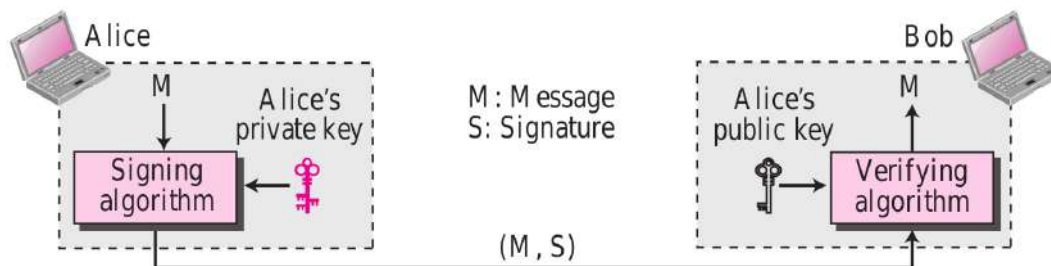 Alice
M
Alice's
private key
Signing
algorithm
M: Message
S: Signature
(M, S)
Bob
M
Alice's
public key
Verifying
algorithm